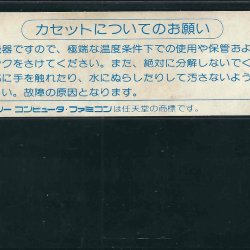 カセットについてのお願い
機器ですので、極端な温度条件下での使用や保管およ
ックをさけてください。また、絶対に分解しないでく
に手を触れたり、水にぬらしたりして汚さないよう
い。故障の原因となります。
リー コンピュータ・ファミコンは任天堂の商標です。